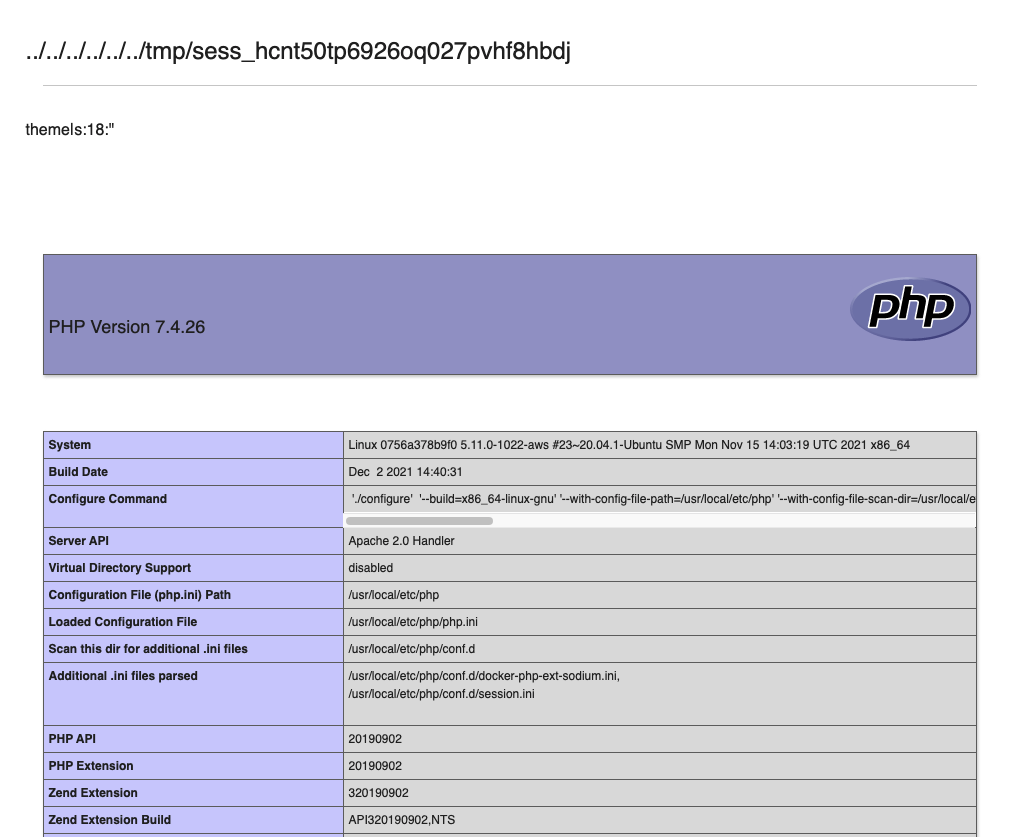 ../../../../../../tmp/sess_hcnt50tp6926oq027pvhf8hbdj
themeIs:18:"
PHP Version 7.4.26
php
System Linux 0756a378b9f0 5.11.0-1022-aws #23~20.04.1-Ubuntu SMP Mon Nov 15 14:03:19 UTC 2021 x86_64
Build Date Dec 2 2021 14:40:31
Configure Command './configure' '--build=x86_64-linux-gnu' '--with-config-file-path=/usr/local/etc/php' '--with-config-file-scan-dir=/usr/local/e
Server API Apache 2.0 Handler
Virtual Directory Support disabled
Configuration File (php.ini) Path /usr/local/etc/php
Loaded Configuration File /usr/local/etc/php/php.ini
Scan this dir for additional .ini files /usr/local/etc/php/conf.d
Additional .ini files parsed /usr/local/etc/php/conf.d/docker-php-ext-sodium.ini,
/usr/local/etc/php/conf.d/session.ini
PHP API 20190902
PHP Extension 20190902
Zend Extension 320190902
Zend Extension Build API320190902,NTS